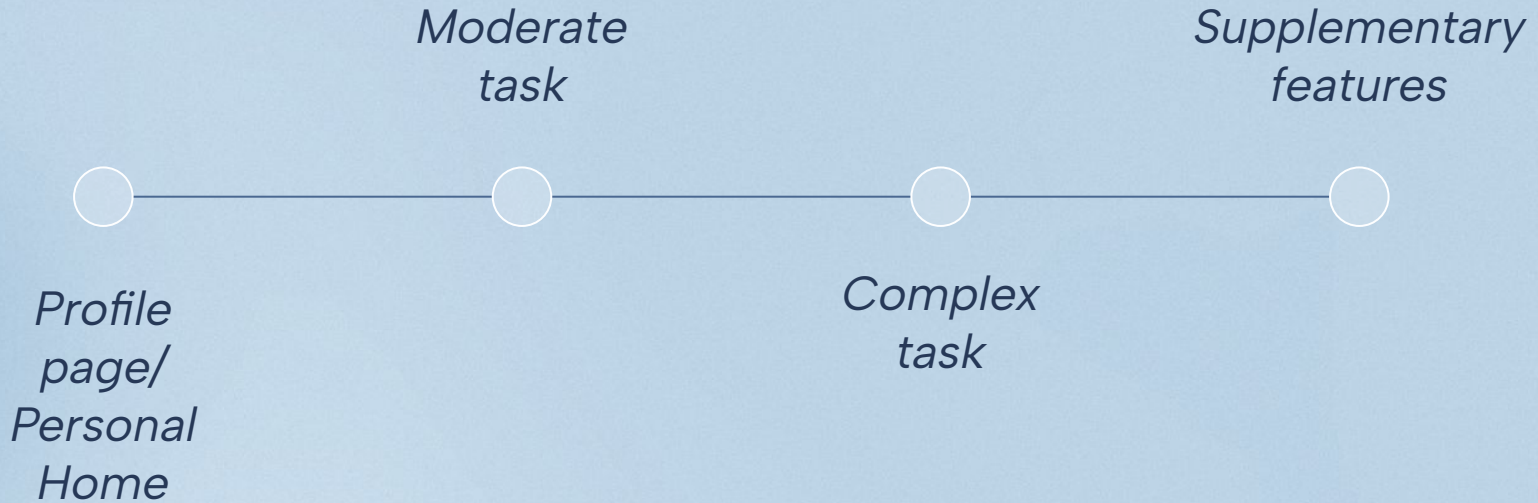 Moderate
task
Supplementary
features
Profile
page/
Personal
Home
Complex
task